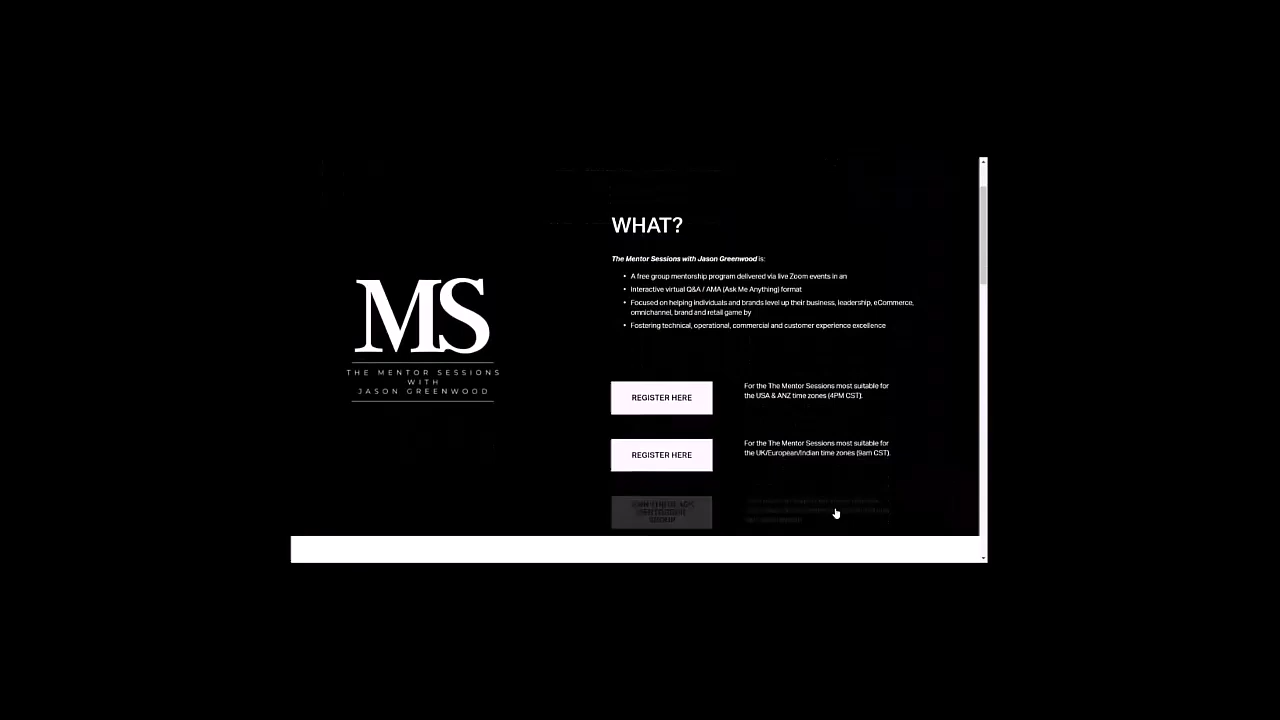 MS
THE MENTOR SESSIONS
WITH
JASON GREENWOOD
WHAT?
The Mentor Sessions with Jason Greenwood is:
• A free group mentorship program delivered via live Zoom events in an
• Interactive virtual Q&A / AMA (Ask Me Anything) format
• Focused on helping individuals and brands level up their business, leadership, eCommerce,
omnichannel, brand and retail game by
• Fostering technical, operational, commercial and customer experience excellence
REGISTER HERE
For the The Mentor Sessions most suitable for
the USA & ANZ time zones (4PM CST).
REGISTER HERE
For the The Mentor Sessions most suitable for
the UK/European/Indian time zones (9am CST).